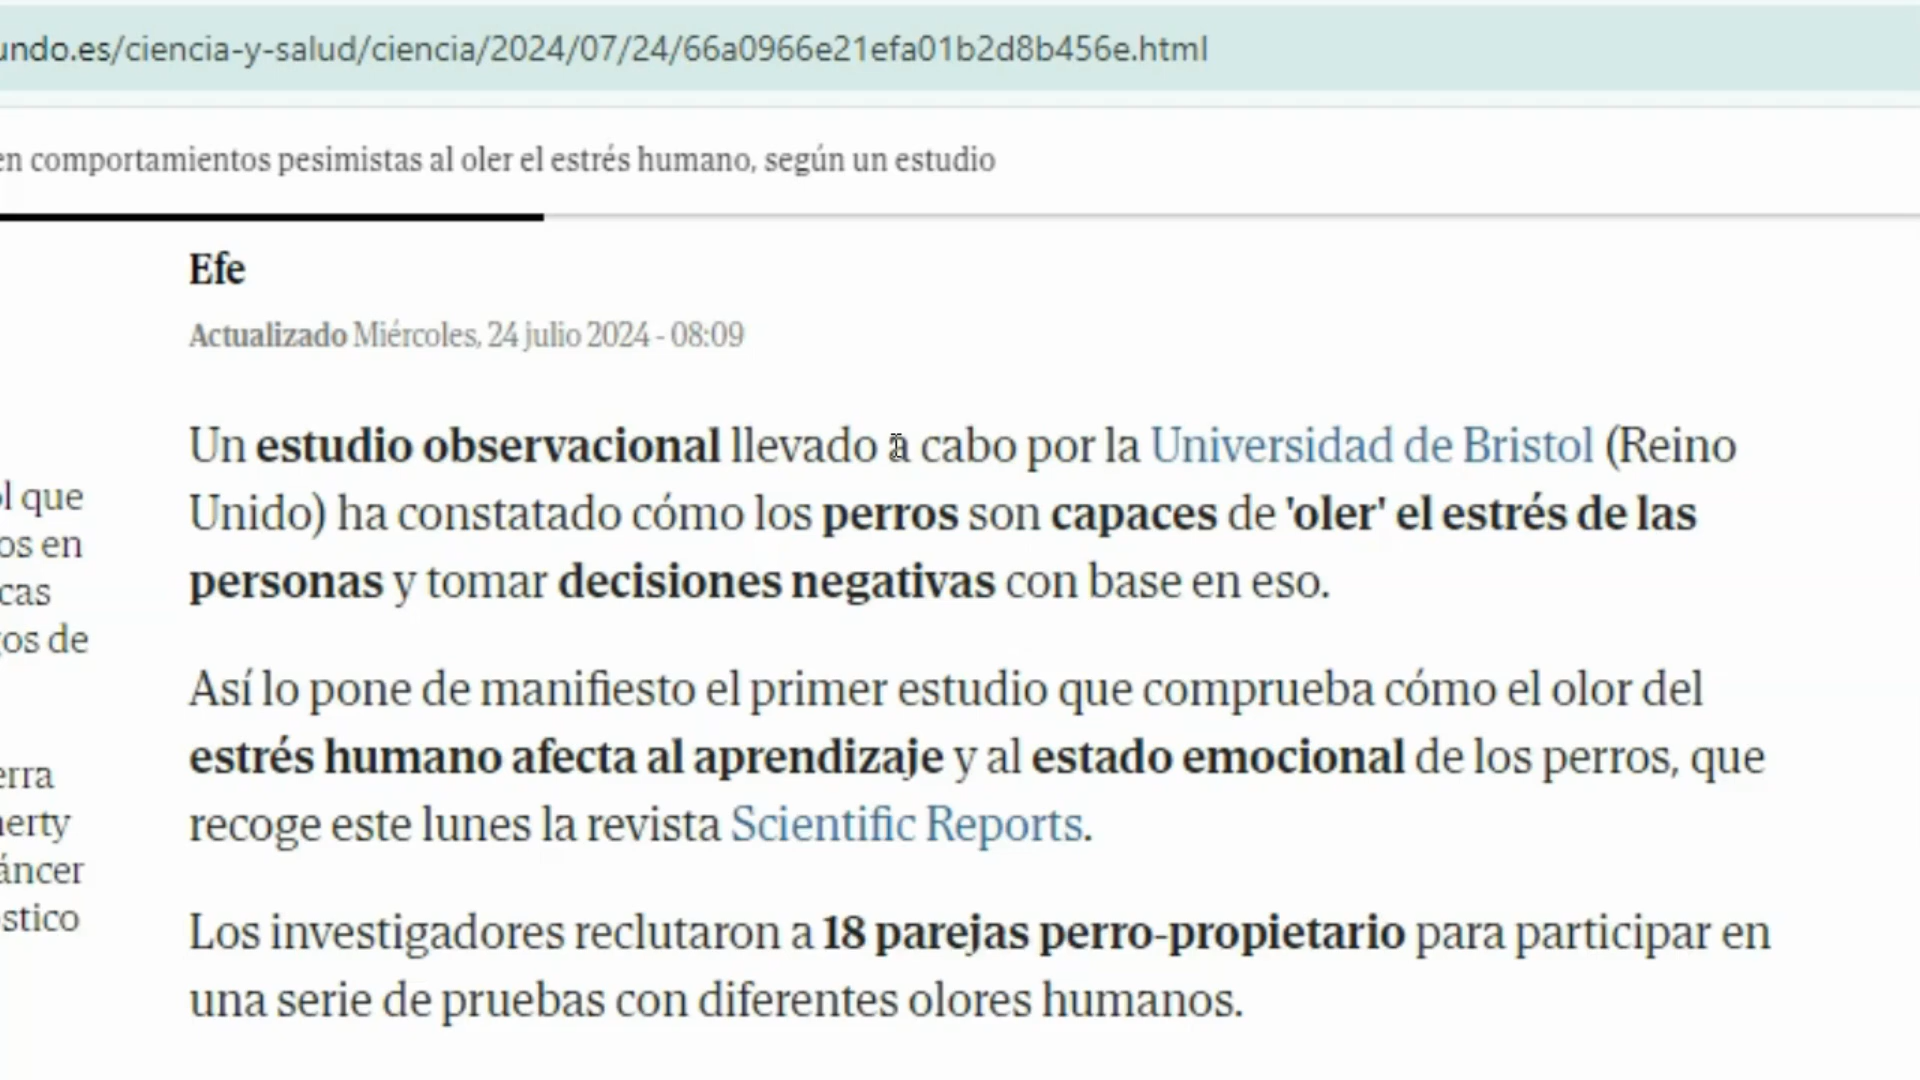 undo.es/ciencia-y-salud/ciencia/2024/07/24/66a0966e21efa01b2d8b456e.html
en comportamientos pesimistas al oler el estrés humano, según un estudio
Efe
Actualizado Miércoles, 24 julio 2024 - 08:09
Un estudio observacional llevado a cabo por la Universidad de Bristol (Reino
Unido) ha constatado cómo los perros son capaces de 'oler' el estrés de las
personas y tomar decisiones negativas con base en eso.
Así lo pone de manifiesto el primer estudio que comprueba cómo el olor del
estrés humano afecta al aprendizaje y al estado emocional de los perros, que
recoge este lunes la revista Scientific Reports.
Los investigadores reclutaron a 18 parejas perro-propietario para participar en
una serie de pruebas con diferentes olores humanos.
ol que
os en
cas
gos de
erra
herty
áncer
stico